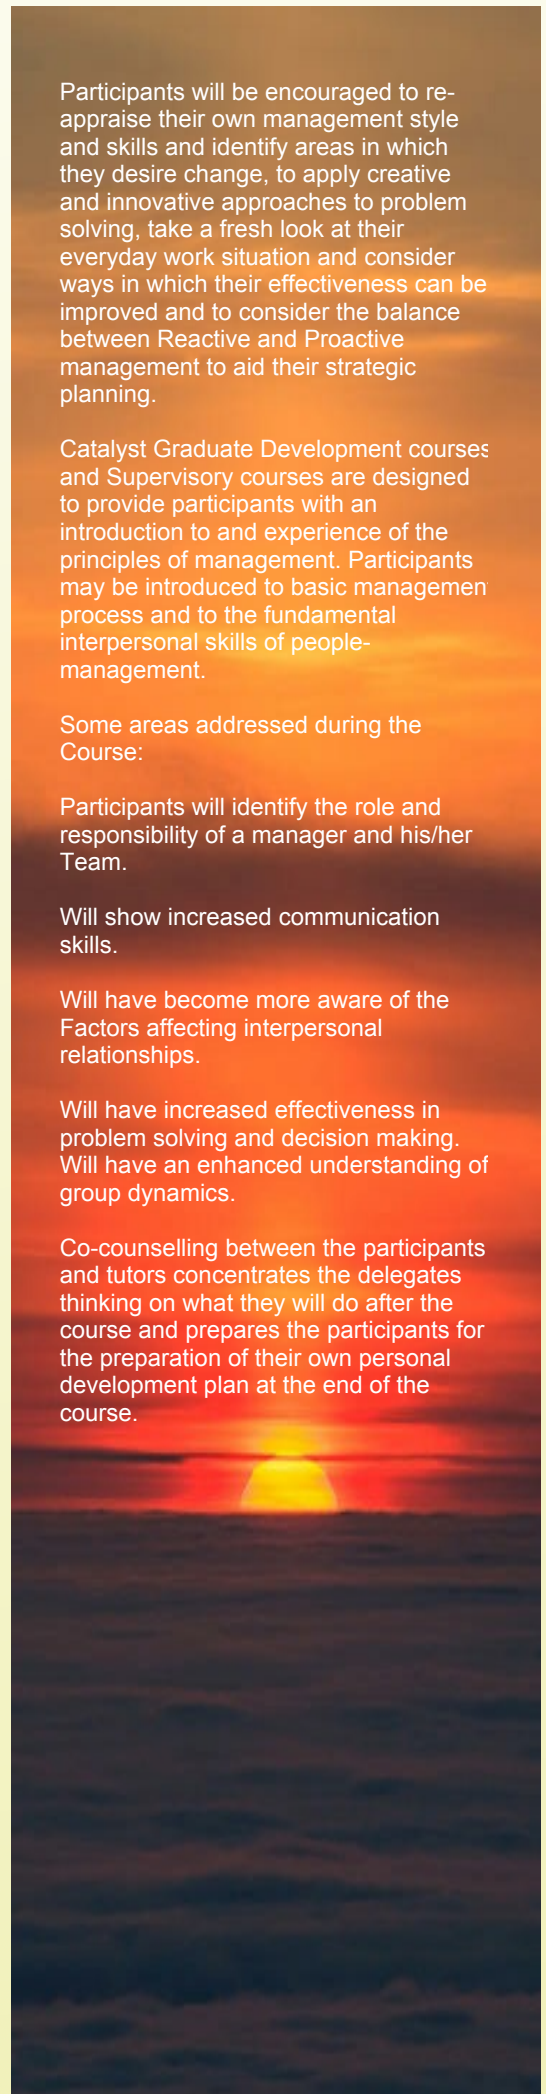 Participants will be encouraged to re-
appraise their own management style
and skills and identify areas in which
they desire change, to apply creative
and innovative approaches to problem
solving, take a fresh look at their
everyday work situation and consider
ways in which their effectiveness can be
improved and to consider the balance
between Reactive and Proactive
management to aid their strategic
planning.
Catalyst Graduate Development courses
and Supervisory courses are designed
to provide participants with an
introduction to and experience of the
principles of management. Participants
may be introduced to basic management
process and to the fundamental
interpersonal skills of people-
management.
Some areas addressed during the
Course:
Participants will identify the role and
responsibility of a manager and his/her
Team.
Will show increased communication
skills.
Will have become more aware of the
Factors affecting interpersonal
relationships.
Will have increased effectiveness in
problem solving and decision making.
Will have an enhanced understanding of
group dynamics.
Co-counselling between the participants
and tutors concentrates the delegates
thinking on what they will do after the
course and prepares the participants for
the preparation of their own personal
development plan at the end of the
course.